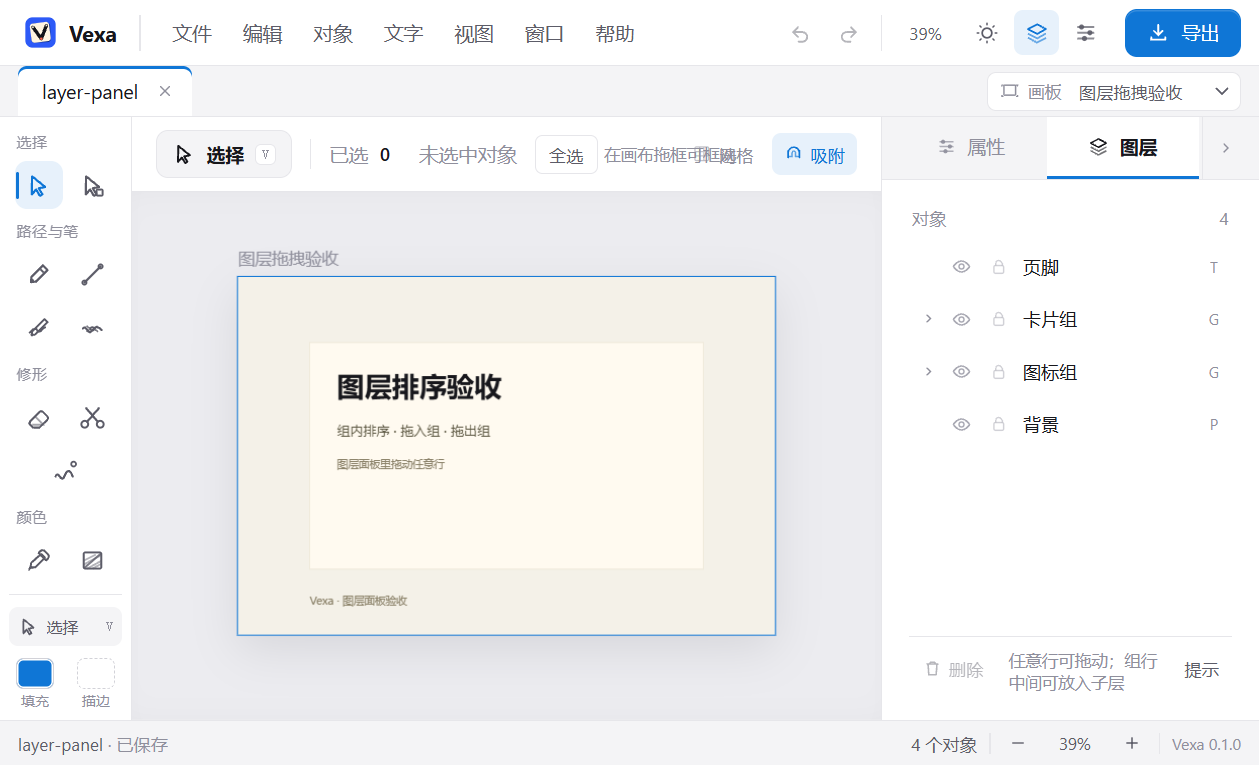 Vexa 文件 编辑 对象 文字 视图 窗口 帮助 39% 导出
layer-panel 画板 图层拖拽验收
选择 V 已选 0 未选中对象 全选 在画布拖框可框选 网格 吸附
属性 图层
选择
路径与笔
修形
颜色
选择 V
填充 描边
图层拖拽验收
图层排序验收
组内排序 · 拖入组 · 拖出组
图层面板里拖动任意行
Vexa · 图层面板验收
对象 4
页脚 T
卡片组 G
图标组 G
背景 P
删除 任意行可拖动；组行
中间可放入子层 提示
layer-panel · 已保存 4 个对象 − 39% + Vexa 0.1.0